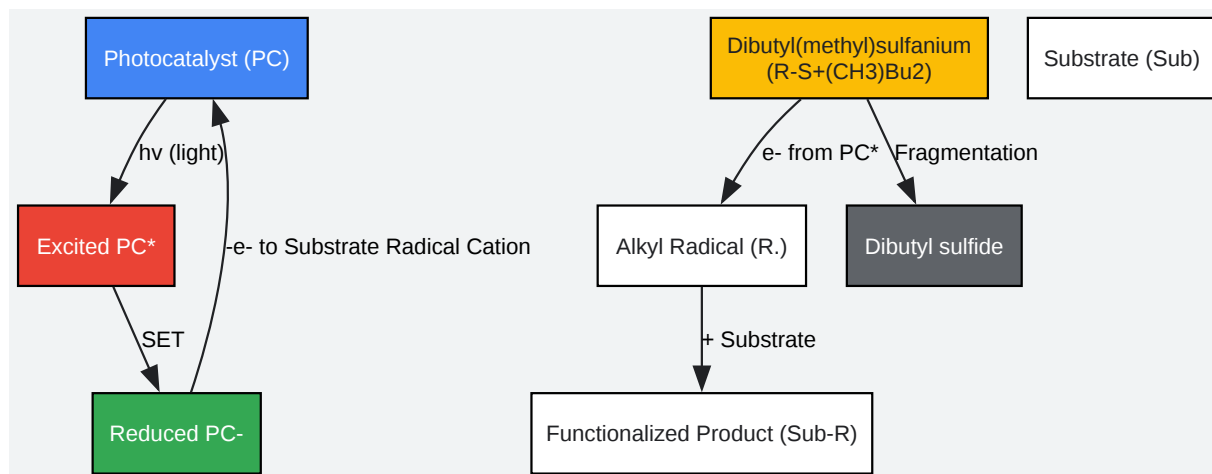 Photocatalyst (PC)
Dibutyl(methyl)sulfanium
(R-S+(CH3)Bu2)
Substrate (Sub)
hv (light)
e- from PC*
Fragmentation
Excited PC*
-e- to Substrate Radical Cation
Alkyl Radical (R.)
Dibutyl sulfide
SET
+ Substrate
Reduced PC-
Functionalized Product (Sub-R)